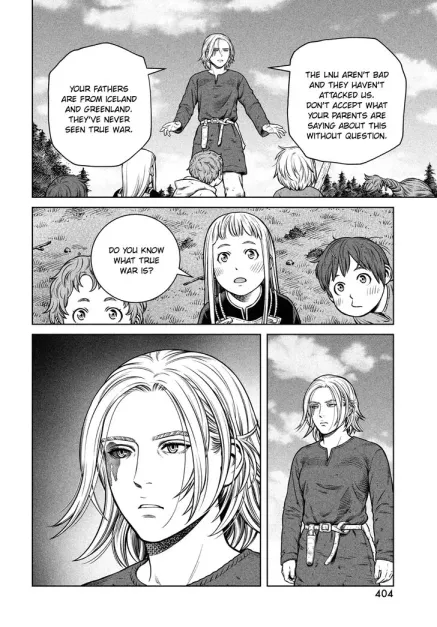 YOUR FATHERS
ARE FROM ICELAND
AND GREENLAND.
THEY'VE NEVER
SEEN TRUE WAR.
THE LNU AREN'T BAD
AND THEY HAVEN'T
ATTACKED US.
DON'T ACCEPT WHAT
YOUR PARENTS ARE
SAYING ABOUT THIS
WITHOUT QUESTION.
DO YOU KNOW
WHAT TRUE
WAR IS?
404